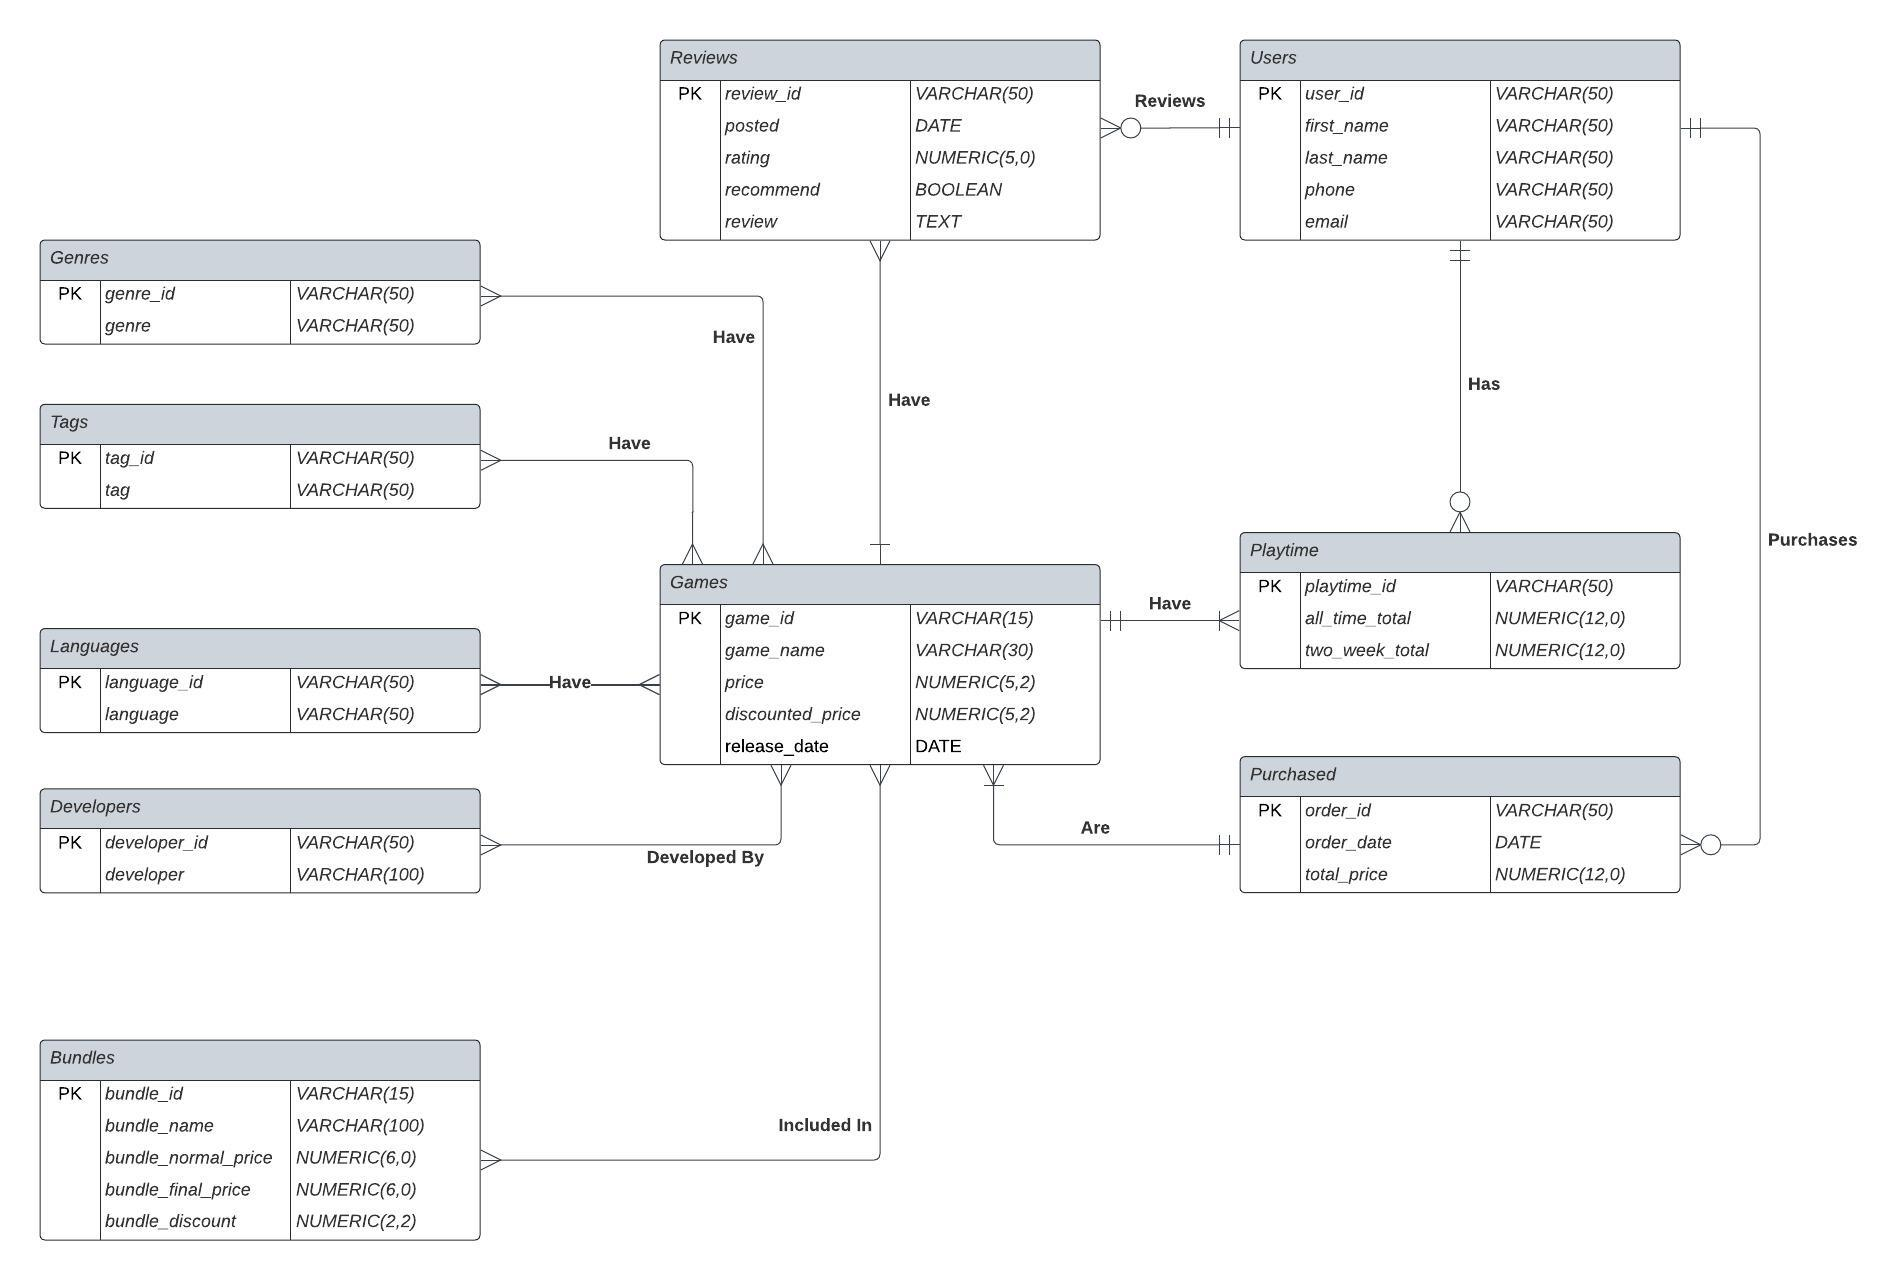 Reviews
PK review_id VARCHAR(50)
posted DATE
rating NUMERIC(5,0)
recommend BOOLEAN
review TEXT
Reviews
Users
PK user_id VARCHAR(50)
first_name VARCHAR(50)
last_name VARCHAR(50)
phone VARCHAR(50)
email VARCHAR(50)
Genres
PK genre_id VARCHAR(50)
genre VARCHAR(50)
Have
Have
Has
Tags
PK tag_id VARCHAR(50)
tag VARCHAR(50)
Have
Purchases
Playtime
PK playtime_id VARCHAR(50)
all_time_total NUMERIC(12,0)
two_week_total NUMERIC(12,0)
Have
Games
PK game_id VARCHAR(15)
game_name VARCHAR(30)
price NUMERIC(5,2)
discounted_price NUMERIC(5,2)
release_date DATE
Languages
PK language_id VARCHAR(50)
language VARCHAR(50)
Have
Developers
PK developer_id VARCHAR(50)
developer VARCHAR(100)
Developed By
Are
Purchased
PK order_id VARCHAR(50)
order_date DATE
total_price NUMERIC(12,0)
Bundles
PK bundle_id VARCHAR(15)
bundle_name VARCHAR(100)
bundle_normal_price NUMERIC(6,0)
bundle_final_price NUMERIC(6,0)
bundle_discount NUMERIC(2,2)
Included In